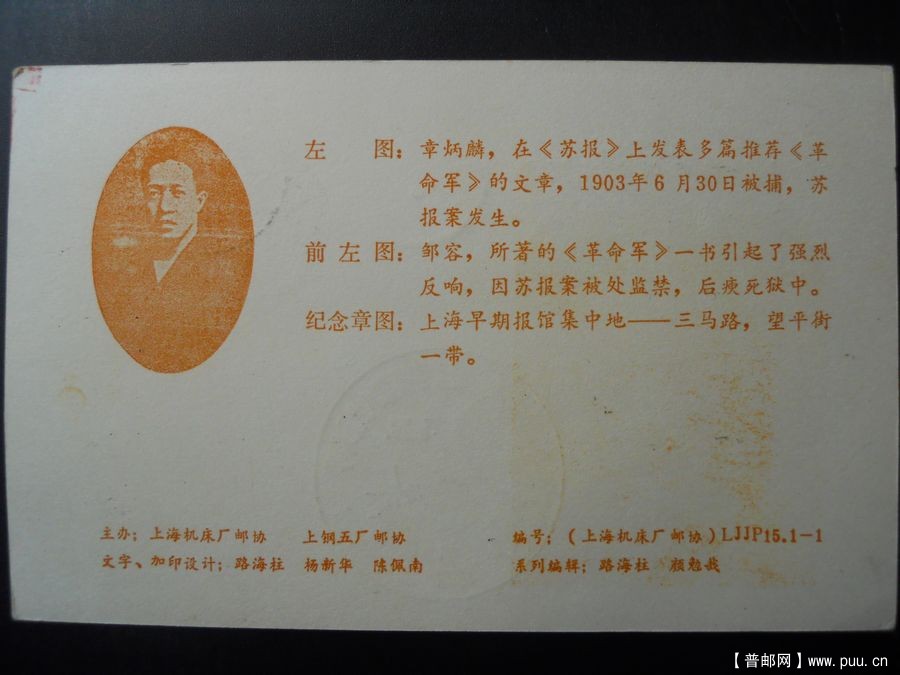 左　　图：章炳麟，在《苏报》上发表多篇推荐《革
命军》的文章，1903年6月30日被捕，苏
报案发生。
前左图：邹容，所著的《革命军》一书引起了强烈
反响，因苏报案被处监禁，后瘐死狱中。
纪念章图：上海早期报馆集中地——三马路，望平街
一带。
主办：上海机床厂邮协　上钢五厂邮协
编号：（上海机床厂邮协）LJJP15.1-1
文字、加印设计：路海柱　杨新华　陈佩南
系列编辑：路海柱　顾勉
【普邮网】www.puu.cn